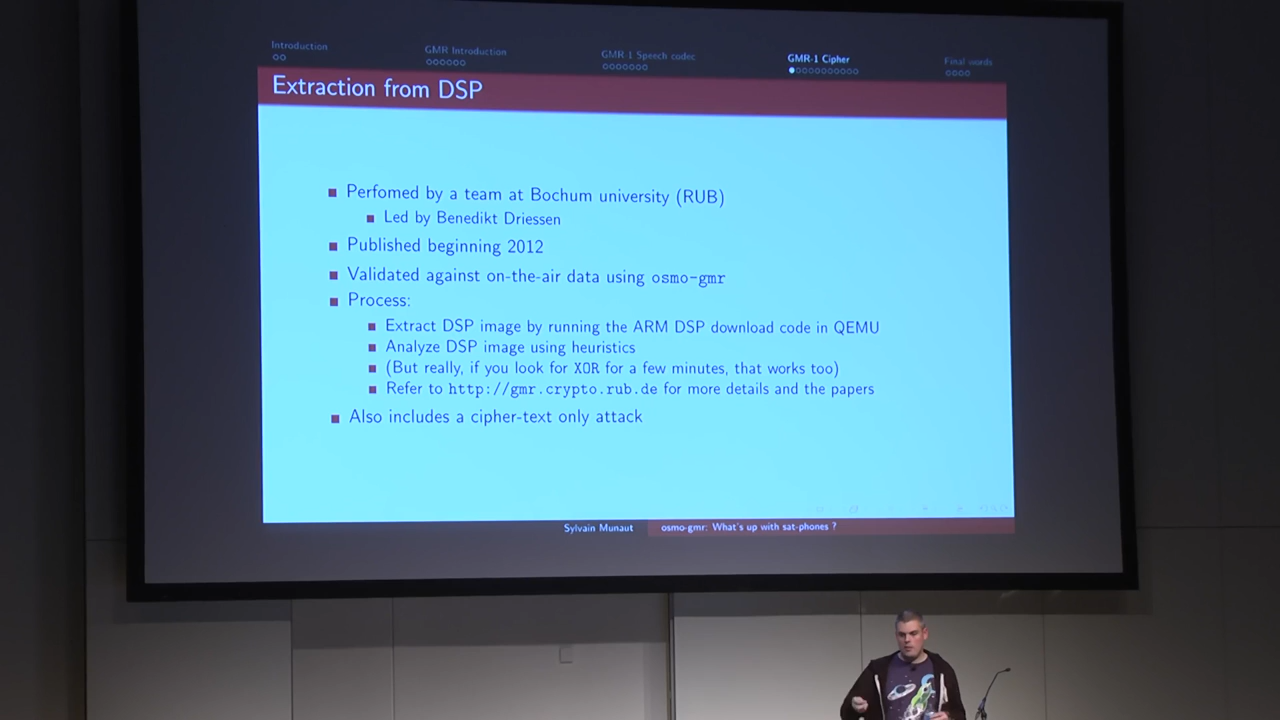 Introduction
GMR Introduction
GMR-1 Speech codec
GMR-1 Cipher
Final words
Extraction from DSP
Perfomed by a team at Bochum university (RUB)
Led by Benedikt Driessen
Published beginning 2012
Validated against on-the-air data using osmo-gmr
Process:
Extract DSP image by running the ARM DSP download code in QEMU
Analyze DSP image using heuristics
(But really, if you look for XOR for a few minutes, that works too)
Refer to http://gmr.crypto.rub.de for more details and the papers
Also includes a cipher-text only attack
Sylvain Munaut
osmo-gmr: What's up with sat-phones ?